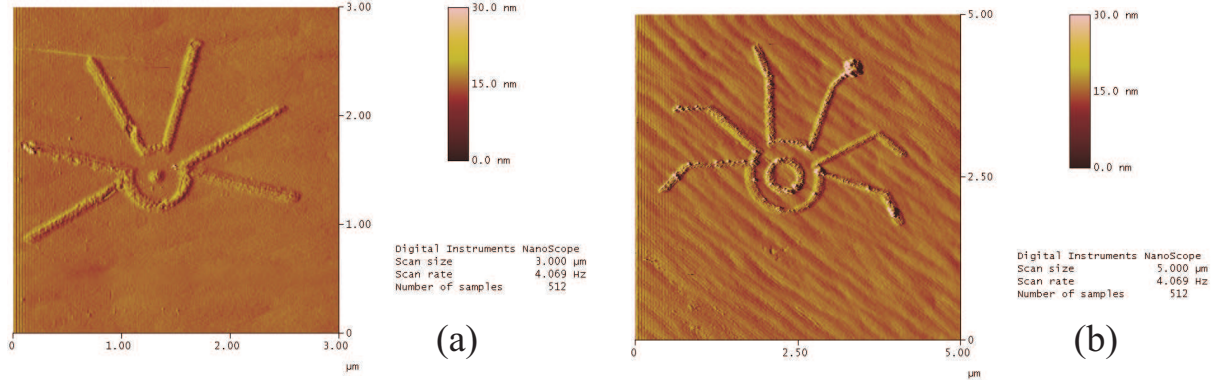 3.00
2.00
1.00
0
0
1.00
2.00
3.00
µm
30.0 nm
15.0 nm
0.0 nm
Digital Instruments NanoScope
Scan size 3.000 µm
Scan rate 4.069 Hz
Number of samples 512
(a)
5.00
2.50
0
0
2.50
5.00
µm
30.0 nm
15.0 nm
0.0 nm
Digital Instruments NanoScope
Scan size 5.000 µm
Scan rate 4.069 Hz
Number of samples 512
(b)